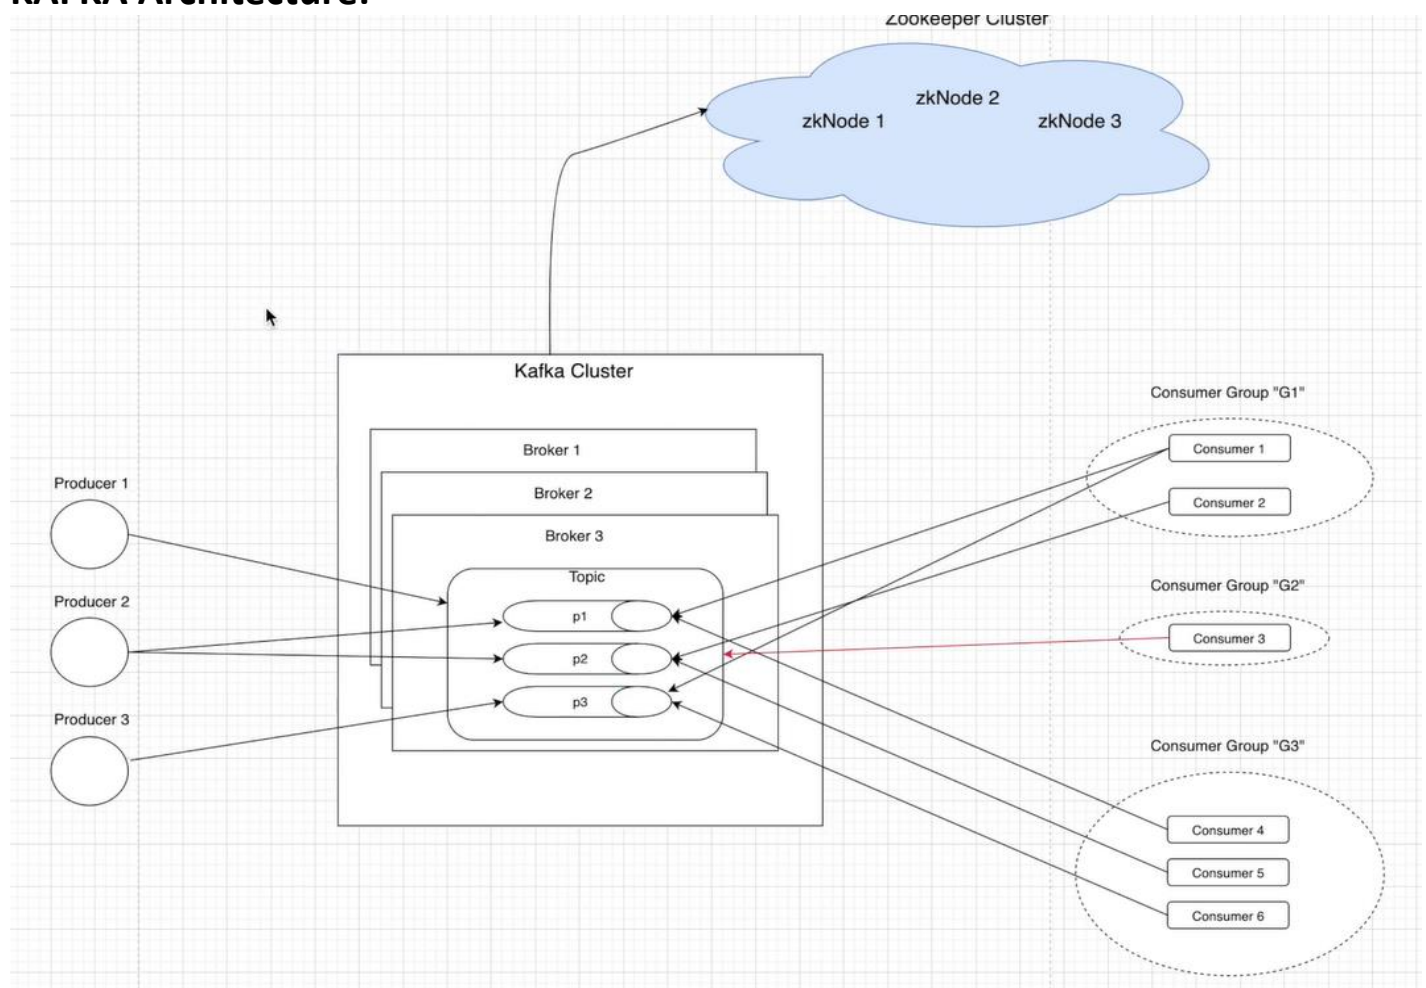 KAFKA Architecture:
Zookeeper Cluster
zkNode 1
zkNode 2
zkNode 3
Kafka Cluster
Broker 1
Broker 2
Broker 3
Topic
p1
p2
p3
Producer 1
Producer 2
Producer 3
Consumer Group "G1"
Consumer 1
Consumer 2
Consumer Group "G2"
Consumer 3
Consumer Group "G3"
Consumer 4
Consumer 5
Consumer 6